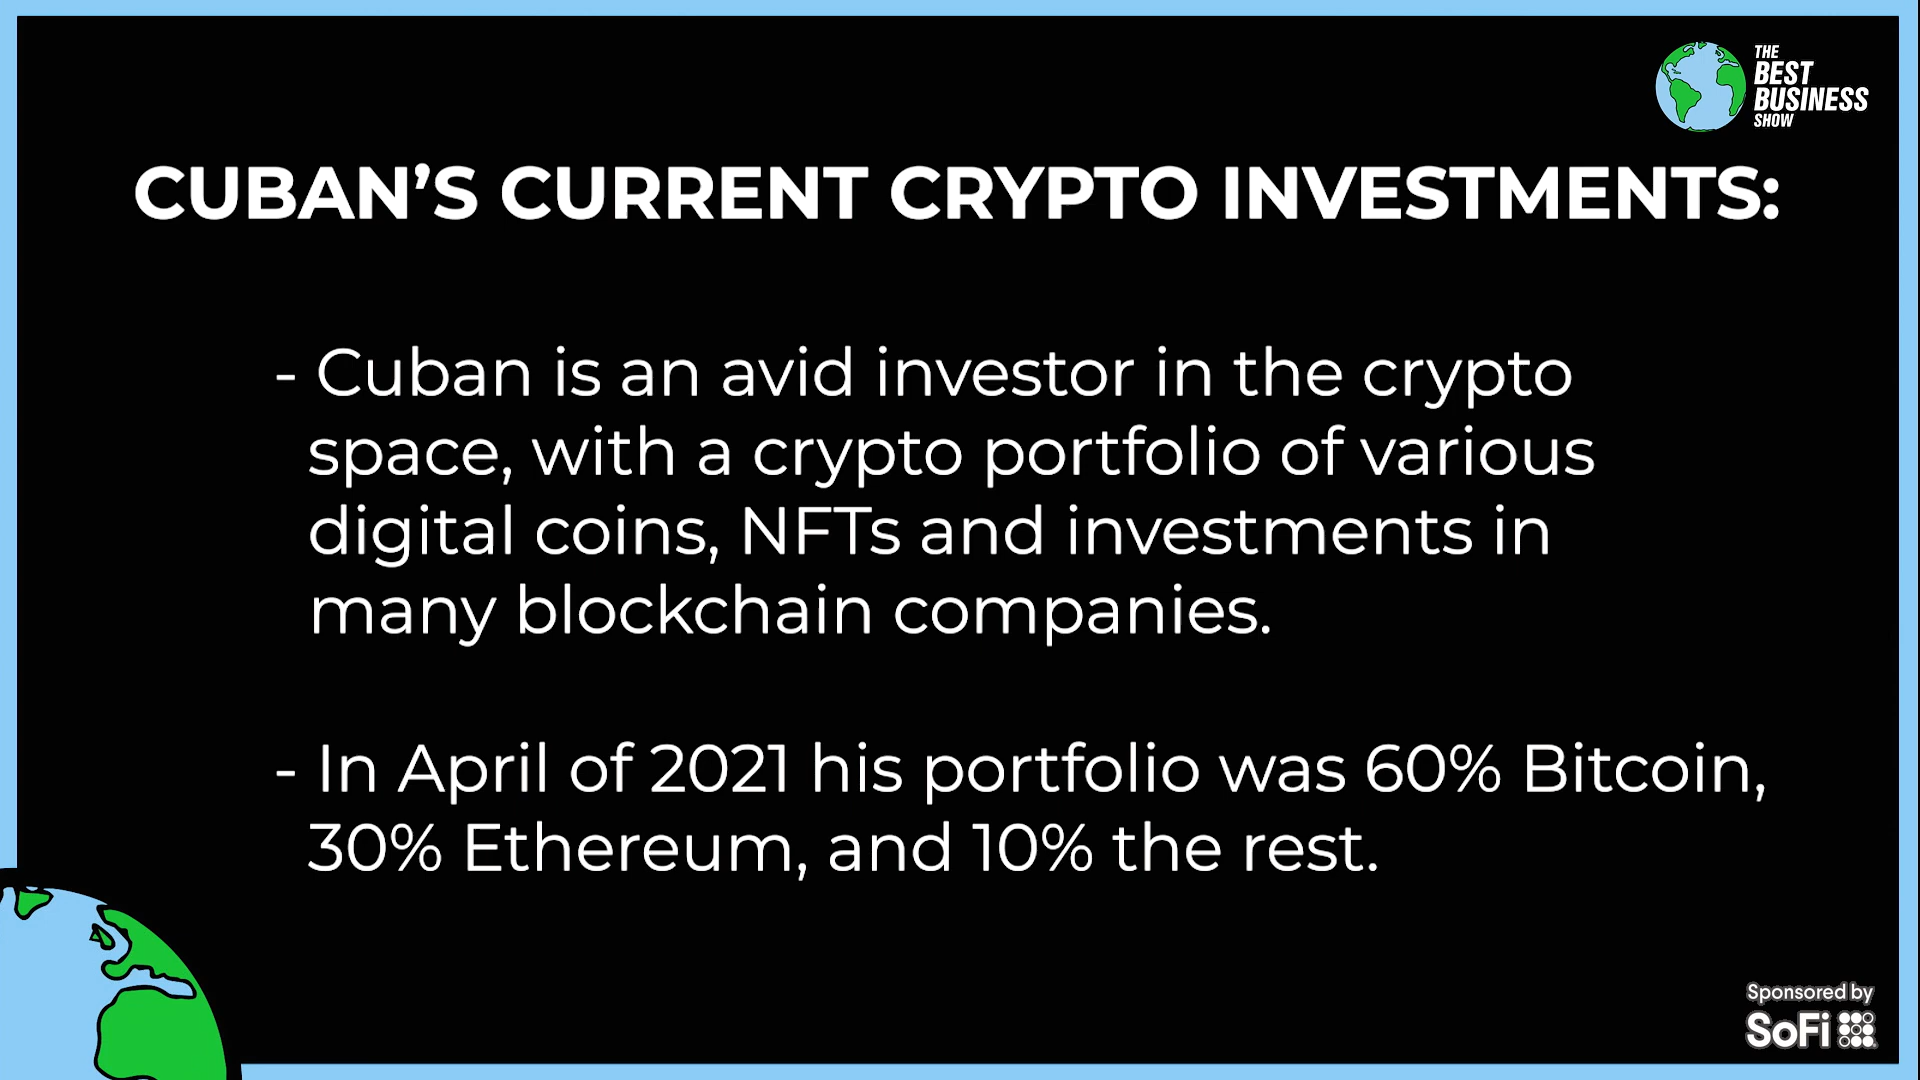 THE
BEST
BUSINESS
SHOW
CUBAN’S CURRENT CRYPTO INVESTMENTS:
- Cuban is an avid investor in the crypto
space, with a crypto portfolio of various
digital coins, NFTs and investments in
many blockchain companies.
- In April of 2021 his portfolio was 60% Bitcoin,
30% Ethereum, and 10% the rest.
Sponsored by
SoFi